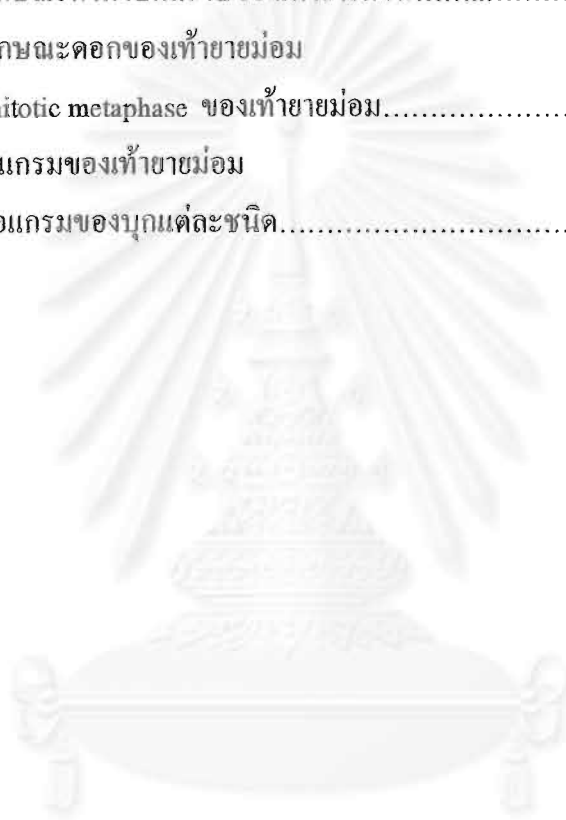 กษณะดอกของเท้ายายม่อม
nitotic metaphase ของเท้ายายม่อม....................
แกรมของเท้ายายม่อม
อแกรมของบุกแต่ละชนิด..............................